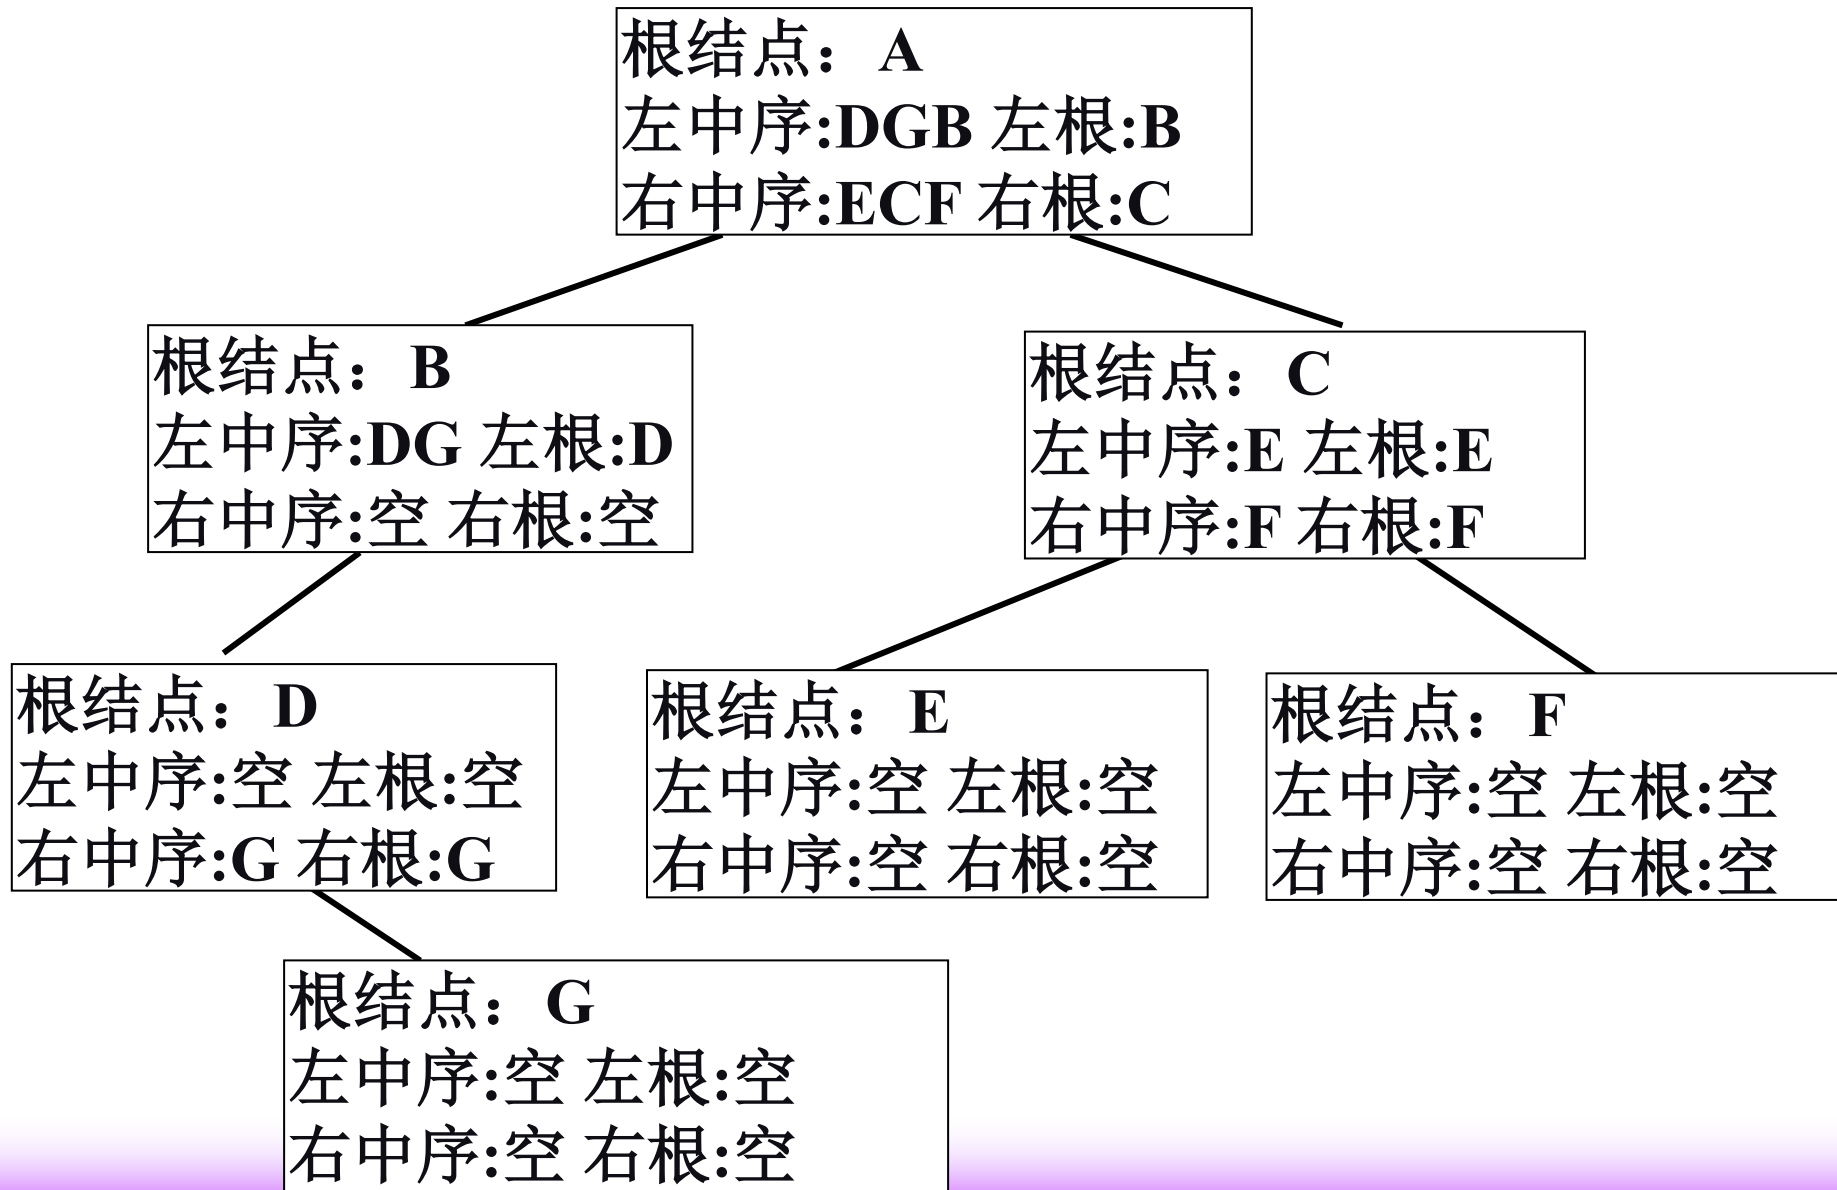 根结点：A
左中序:DGB 左根:B
右中序:ECF 右根:C
根结点：B
左中序:DG 左根:D
右中序:空 右根:空
根结点：C
左中序:E 左根:E
右中序:F 右根:F
根结点：D
左中序:空 左根:空
右中序:G 右根:G
根结点：E
左中序:空 左根:空
右中序:空 右根:空
根结点：F
左中序:空 左根:空
右中序:空 右根:空
根结点：G
左中序:空 左根:空
右中序:空 右根:空